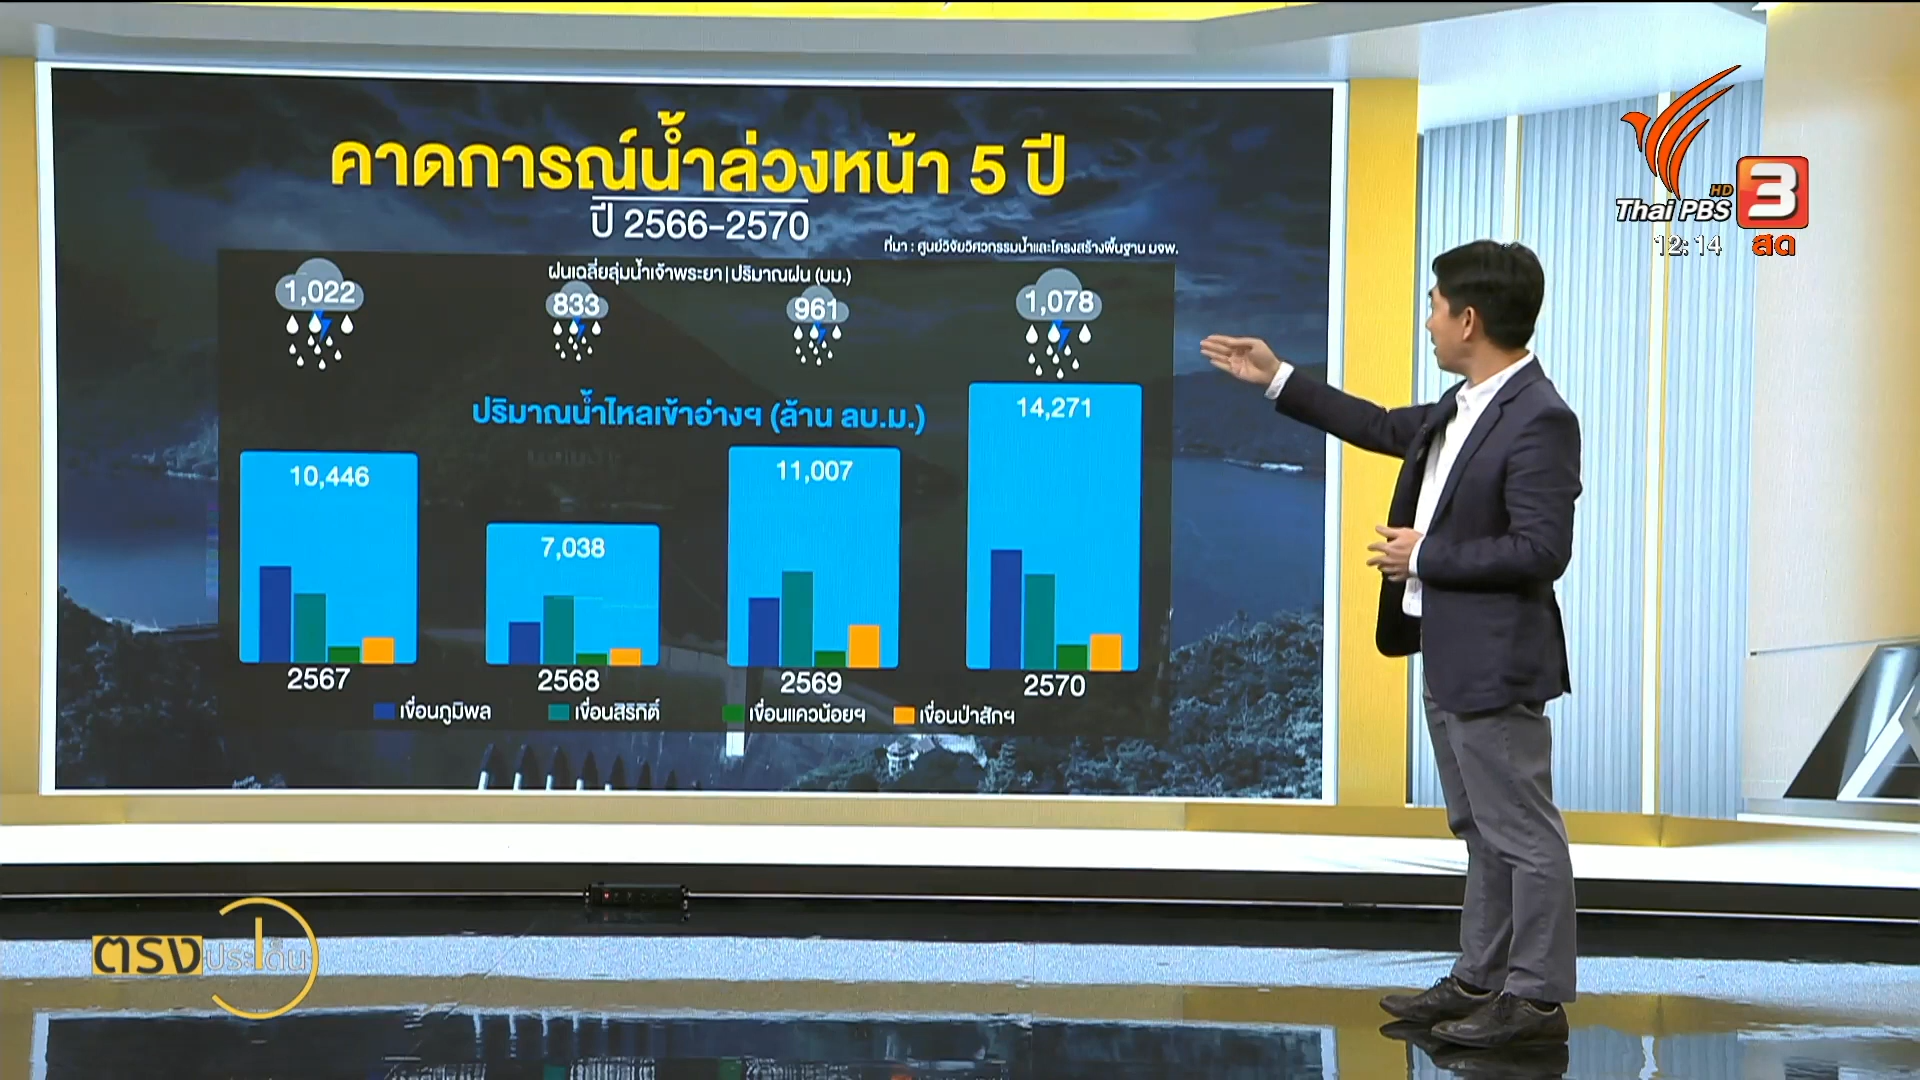 คาดการณ์น้ำล่วงหน้า 5 ปี
ปี 2566-2570
ที่มา : ศูนย์วิจัยวิศวกรรมน้ำและโครงสร้างพื้นฐาน มจพ.
ฝนเฉลี่ยลุ่มน้ำเจ้าพระยา | ปริมาณฝน (มม.)
1,022 833 961 1,078
ปริมาณน้ำไหลเข้าอ่างฯ (ล้าน ลบ.ม.)
10,446 7,038 11,007 14,271
2567 2568 2569 2570
เขื่อนภูมิพล เขื่อนสิริกิติ์ เขื่อนแควน้อยฯ เขื่อนป่าสักฯ
HD
Thai PBS 3
12:14 สด
ตรงประเด็น